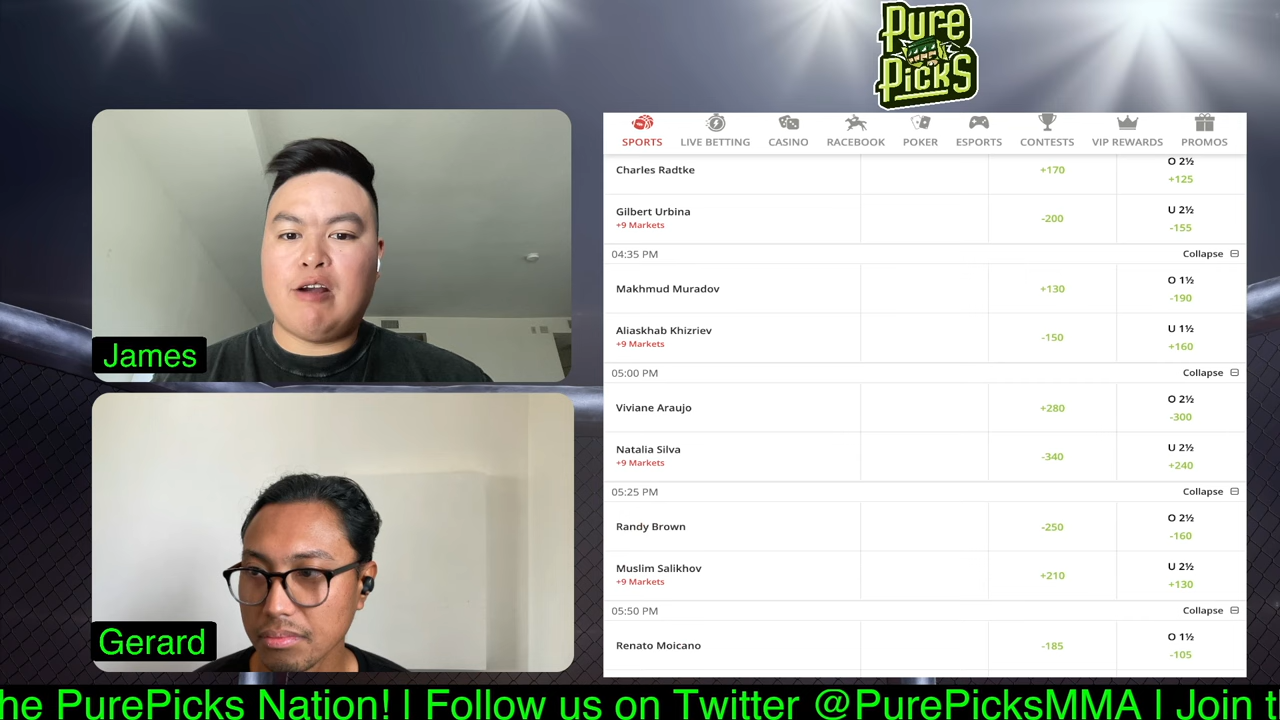 Pure
Picks
SPORTS
LIVE BETTING
CASINO
RACEBOOK
POKER
ESPORTS
CONTESTS
VIP REWARDS
PROMOS
Charles Radtke
+170
O 2½
+125
Gilbert Urbina
+9 Markets
-200
U 2½
-155
04:35 PM
Collapse
Makhmud Muradov
+130
O 1½
-190
Aliaskhab Khizriev
+9 Markets
-150
U 1½
+160
05:00 PM
Collapse
Viviane Araujo
+280
O 2½
-300
Natalia Silva
+9 Markets
-340
U 2½
+240
05:25 PM
Collapse
Randy Brown
-250
O 2½
-160
Muslim Salikhov
+9 Markets
+210
U 2½
+130
05:50 PM
Collapse
Renato Moicano
-185
O 1½
-105
James
Gerard
he PurePicks Nation! | Follow us on Twitter @PurePicksMMA | Join t